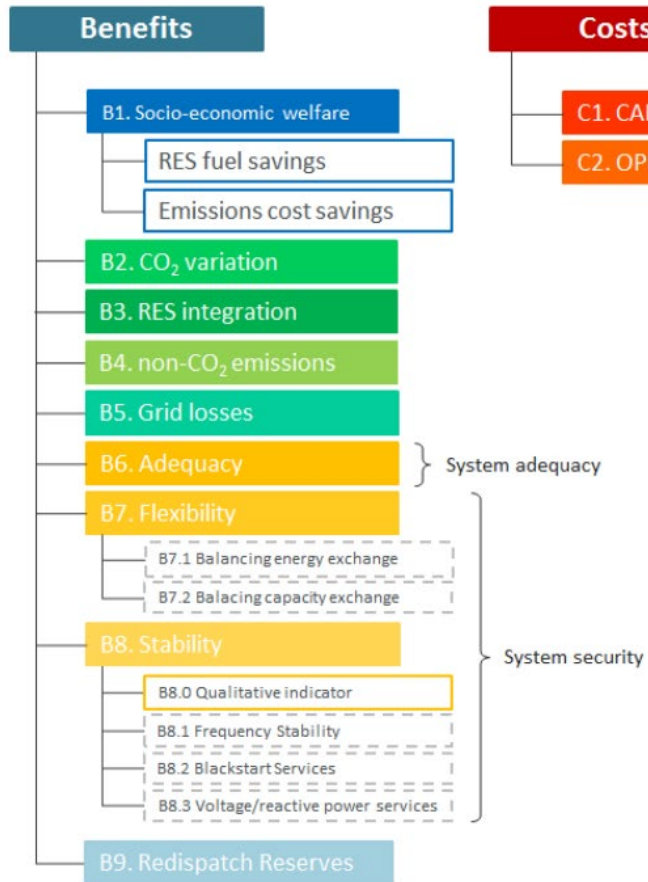 Benefits
B1. Socio-economic welfare
RES fuel savings
Emissions cost savings
B2. CO₂ variation
B3. RES integration
B4. non-CO₂ emissions
B5. Grid losses
B6. Adequacy
System adequacy
B7. Flexibility
B7.1 Balancing energy exchange
B7.2 Balacing capacity exchange
B8. Stability
System security
B8.0 Qualitative indicator
B8.1 Frequency Stability
B8.2 Blackstart Services
B8.3 Voltage/reactive power services
B9. Redispatch Reserves
Costs
C1.
C2.